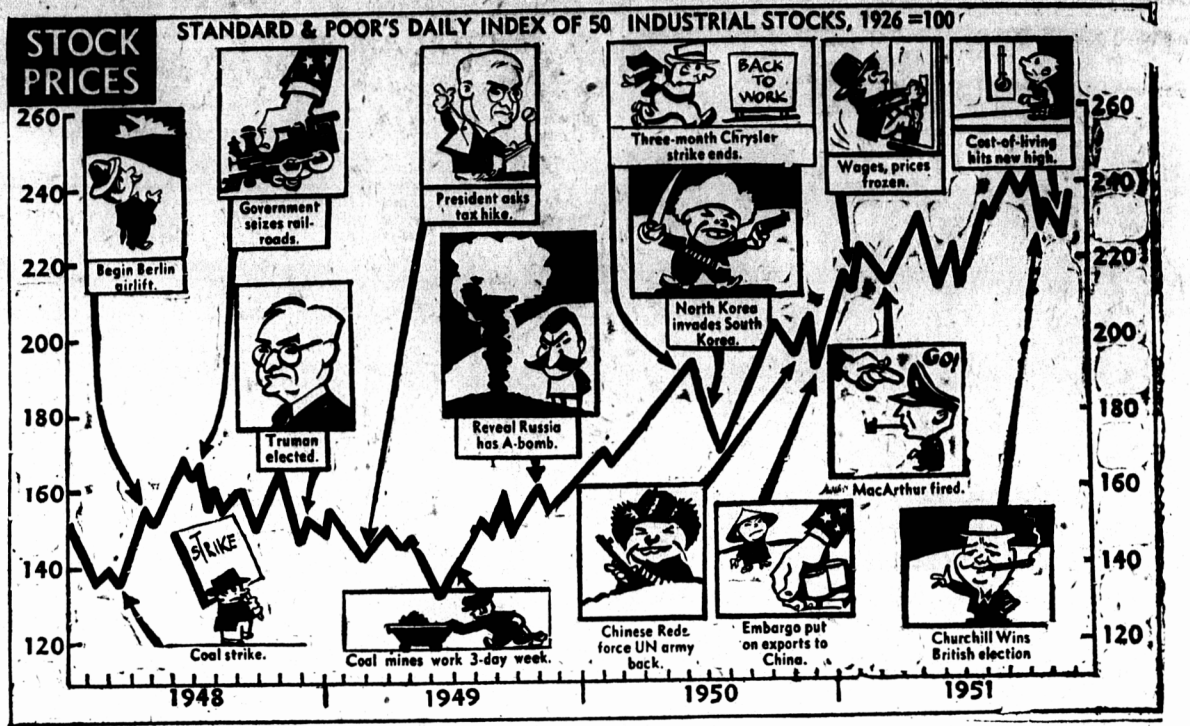 STOCK
PRICES
STANDARD & POOR'S DAILY INDEX OF 50 INDUSTRIAL STOCKS, 1926 =100
260
240
220
200
180
160
140
120
260
240
220
200
180
160
140
120
Begin Berlin
airlift.
Government
seizes rail-
roads.
President asks
tax hike.
BACK
TO
WORK
Three-month Chrysler
strike ends.
Wages, prices
frozen.
Cost-of-living
hits new high.
Truman
elected.
Reveal Russia
has A-bomb.
North Korea
invades South
Korea.
GO!
MacArthur fired.
STRIKE
Coal strike.
Coal mines work 3-day week.
Chinese Reds
force UN army
back.
Embargo put
on exports to
China.
Churchill Wins
British election
1948
1949
1950
1951